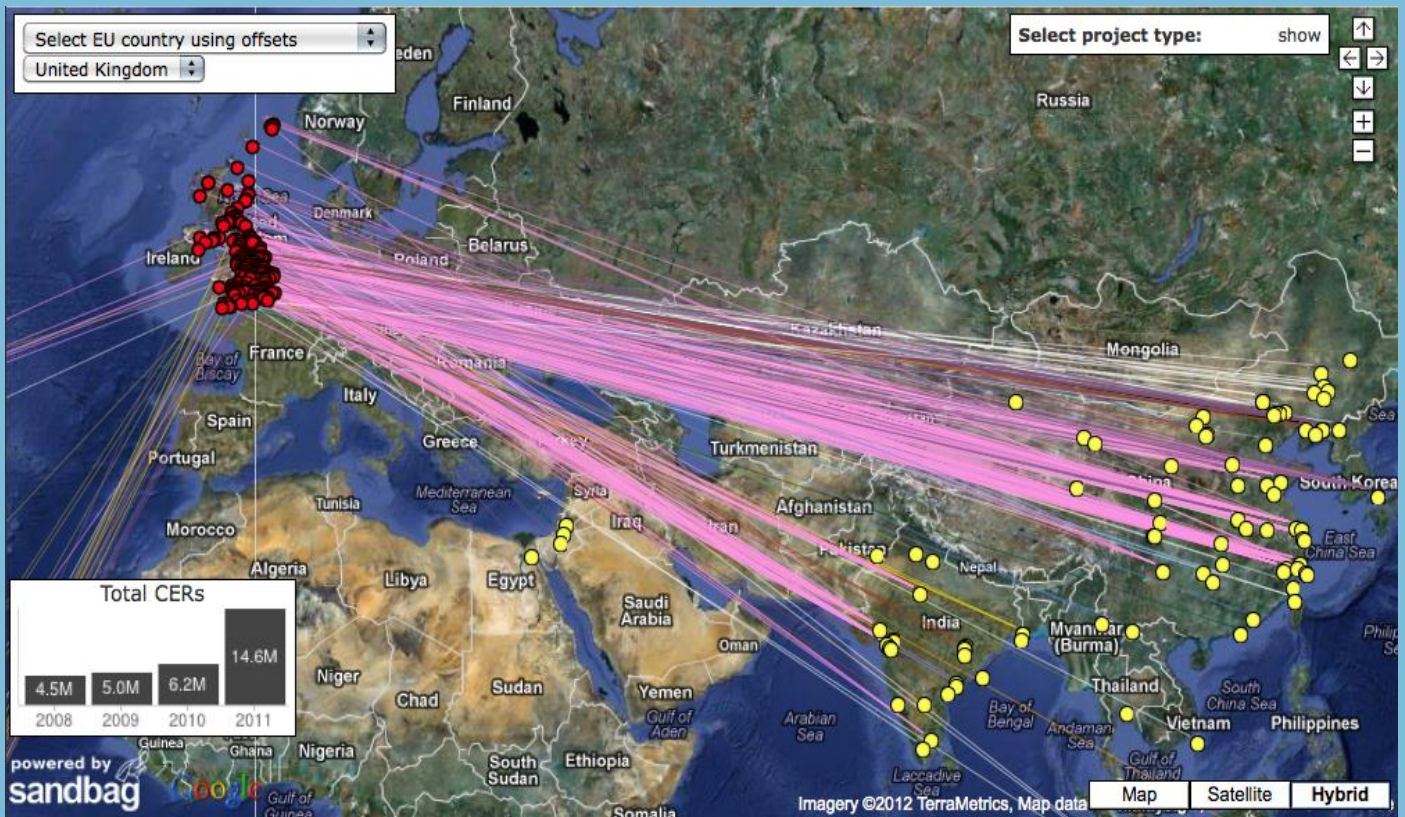 Select EU country using offsets
United Kingdom
Select project type: show
eden
Finland
Norway
Russia
Denmark
Ireland
Belarus
Poland
Kazakhstan
Mongolia
Bay of
Biscay
France
Romania
Italy
Sea
Spain
Portugal
Greece
Turkey
Turkmenistan
China
South Korea
Mediterranean
Sea
Tunisia
Syria
Morocco
Iraq
Iran
Afghanistan
East
China Sea
Pakistan
Nepal
Algeria
Libya
Egypt
Saudi
Arabia
India
Myanmar
(Burma)
Oman
Total CERs
14.6M
6.2M
5.0M
4.5M
2008 2009 2010 2011
Niger
Chad
Sudan
Yemen
Gulf of
Aden
Arabian
Sea
Bay of
Bengal
Thailand
Andaman
Sea
Vietnam
South
China Sea
Philippines
Guinea
Ghana
Nigeria
South
Sudan
Ethiopia
Gulf of
Thailand
Laccadive
Sea
powered by
sandbag
Google
Gulf of
Guinea
Somalia
Imagery ©2012 TerraMetrics, Map data
Map
Satellite
Hybrid